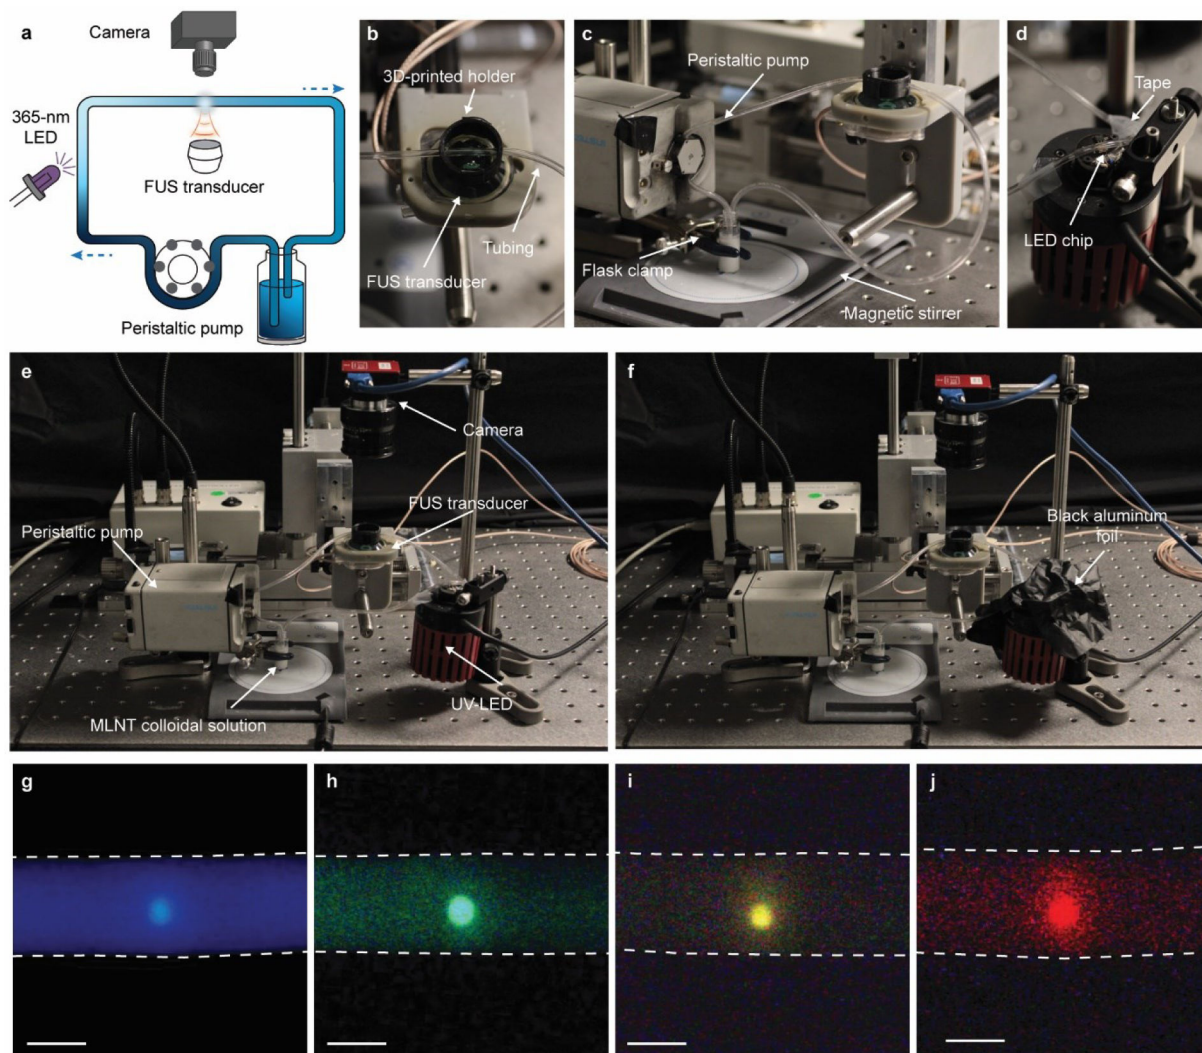 a
Camera
365-nm
LED
FUS transducer
Peristaltic pump
b
3D-printed holder
Tubing
FUS transducer
c
Peristaltic pump
Flask clamp
Magnetic stirrer
d
Tape
LED chip
e
Camera
FUS transducer
Peristaltic pump
UV-LED
MLNT colloidal solution
f
Black aluminum
foil
g
h
i
j